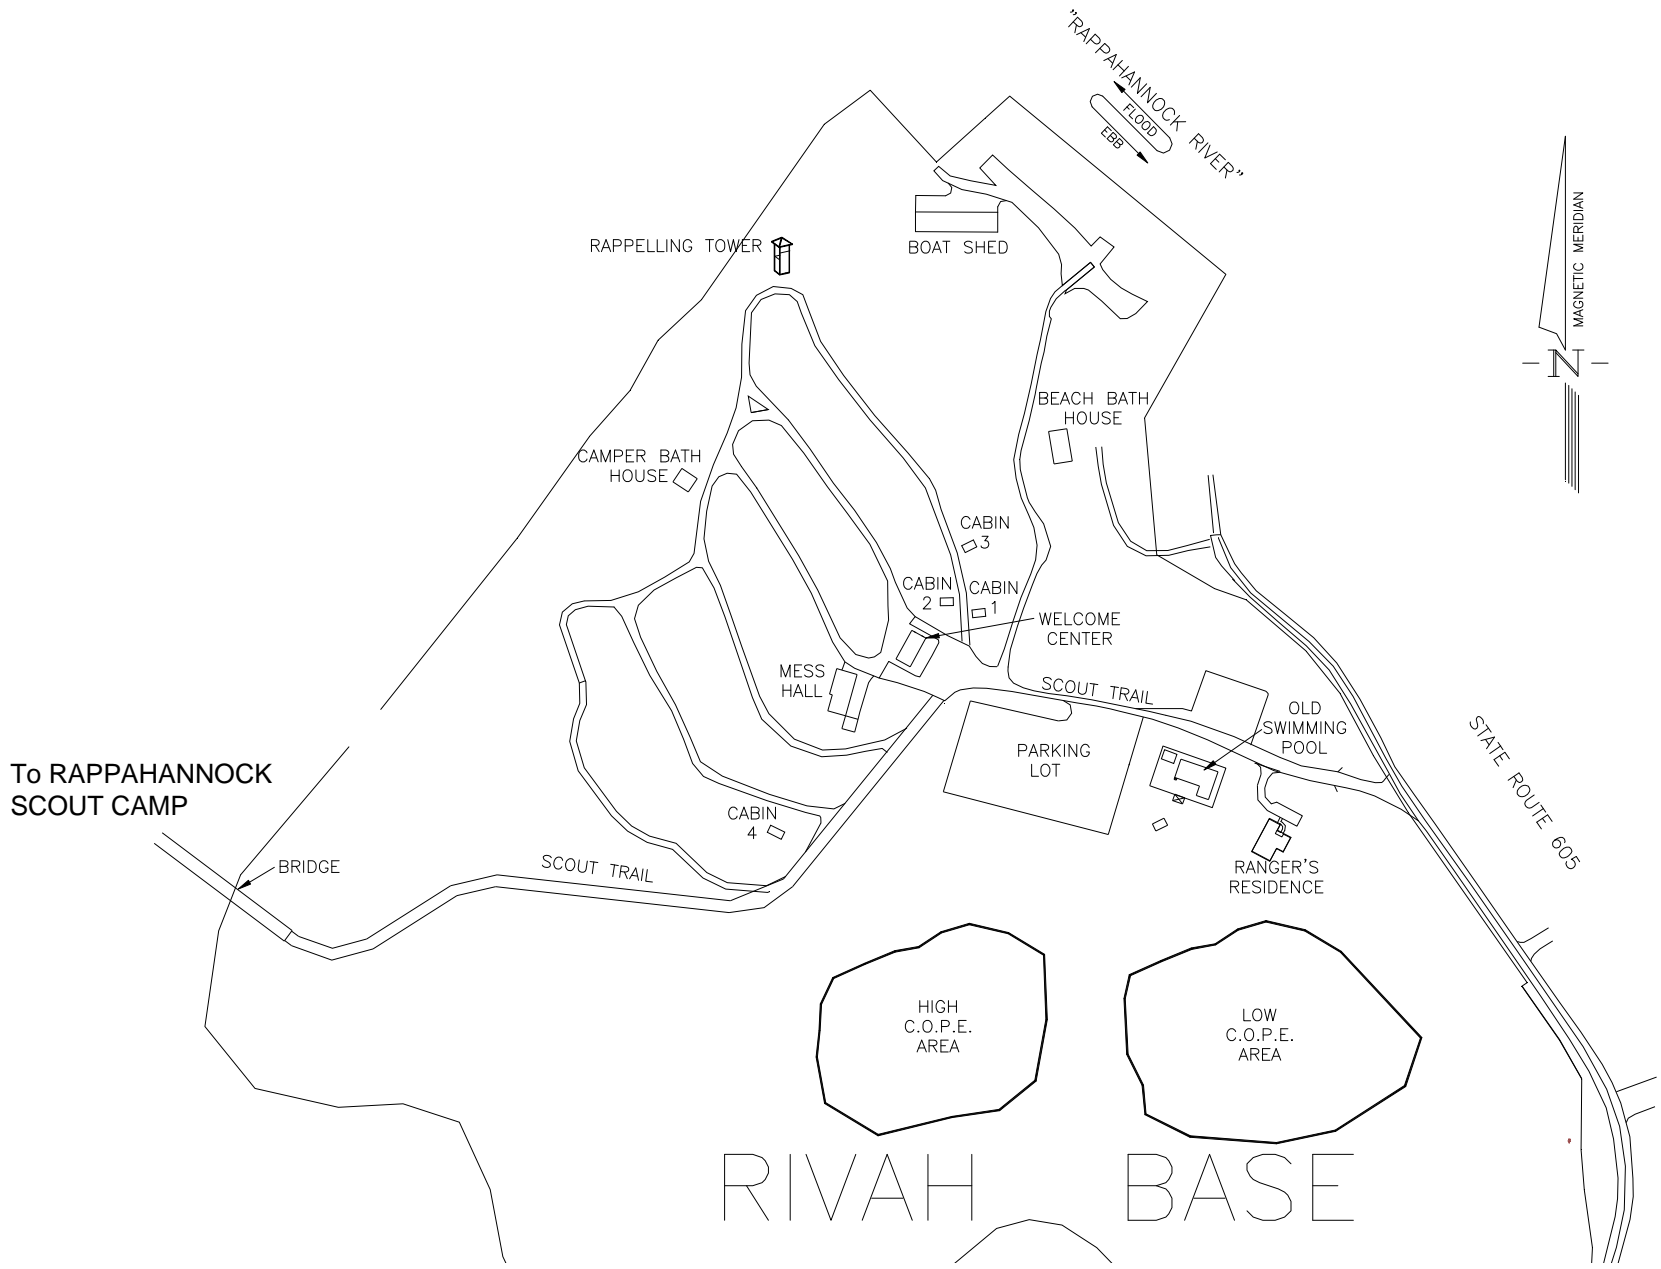 "RAPPAHANNOCK RIVER"
FLOOD
EBB
MAGNETIC MERIDIAN
-N-
RAPPELLING TOWER
BOAT SHED
BEACH BATH
HOUSE
CAMPER BATH
HOUSE
CABIN
3
CABIN
2
CABIN
1
WELCOME
CENTER
MESS
HALL
SCOUT TRAIL
OLD
SWIMMING
POOL
PARKING
LOT
STATE ROUTE 605
To RAPPAHANNOCK
SCOUT CAMP
CABIN
4
BRIDGE
SCOUT TRAIL
RANGER'S
RESIDENCE
HIGH
C.O.P.E.
AREA
LOW
C.O.P.E.
AREA
RIVAH BASE